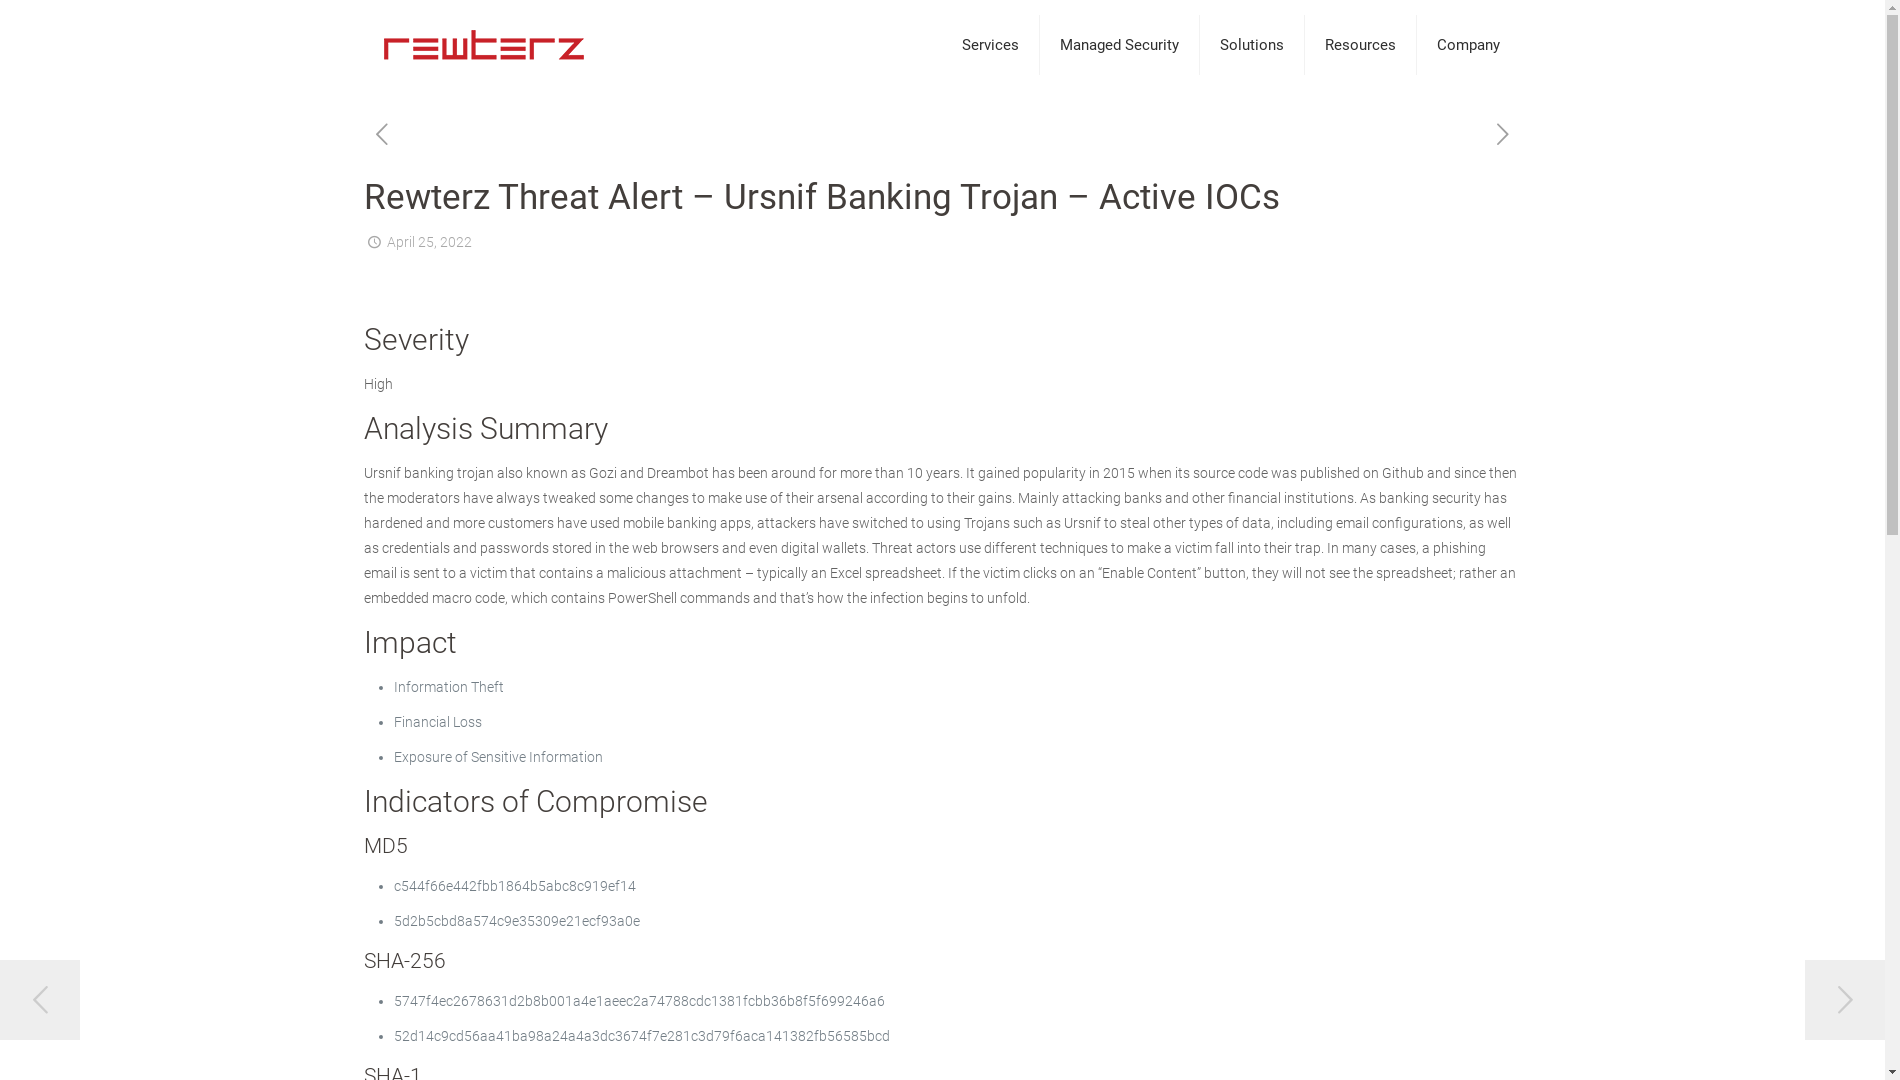 rewterz
Services
Managed Security
Solutions
Resources
Company
Rewterz Threat Alert – Ursnif Banking Trojan – Active IOCs
April 25, 2022
Severity
High
Analysis Summary
Ursnif banking trojan also known as Gozi and Dreambot has been around for more than 10 years. It gained popularity in 2015 when its source code was published on Github and since then
the moderators have always tweaked some changes to make use of their arsenal according to their gains. Mainly attacking banks and other financial institutions. As banking security has
hardened and more customers have used mobile banking apps, attackers have switched to using Trojans such as Ursnif to steal other types of data, including email configurations, as well
as credentials and passwords stored in the web browsers and even digital wallets. Threat actors use different techniques to make a victim fall into their trap. In many cases, a phishing
email is sent to a victim that contains a malicious attachment – typically an Excel spreadsheet. If the victim clicks on an “Enable Content” button, they will not see the spreadsheet; rather an
embedded macro code, which contains PowerShell commands and that’s how the infection begins to unfold.
Impact
Information Theft
Financial Loss
Exposure of Sensitive Information
Indicators of Compromise
MD5
c544f66e442fbb1864b5abc8c919ef14
5d2b5cbd8a574c9e35309e21ecf93a0e
SHA-256
5747f4ec2678631d2b8b001a4e1aeec2a74788cdc1381fcbb36b8f5f699246a6
52d14c9cd56aa41ba98a24a4a3dc3674f7e281c3d79f6aca141382fb56585bcd
SHA-1